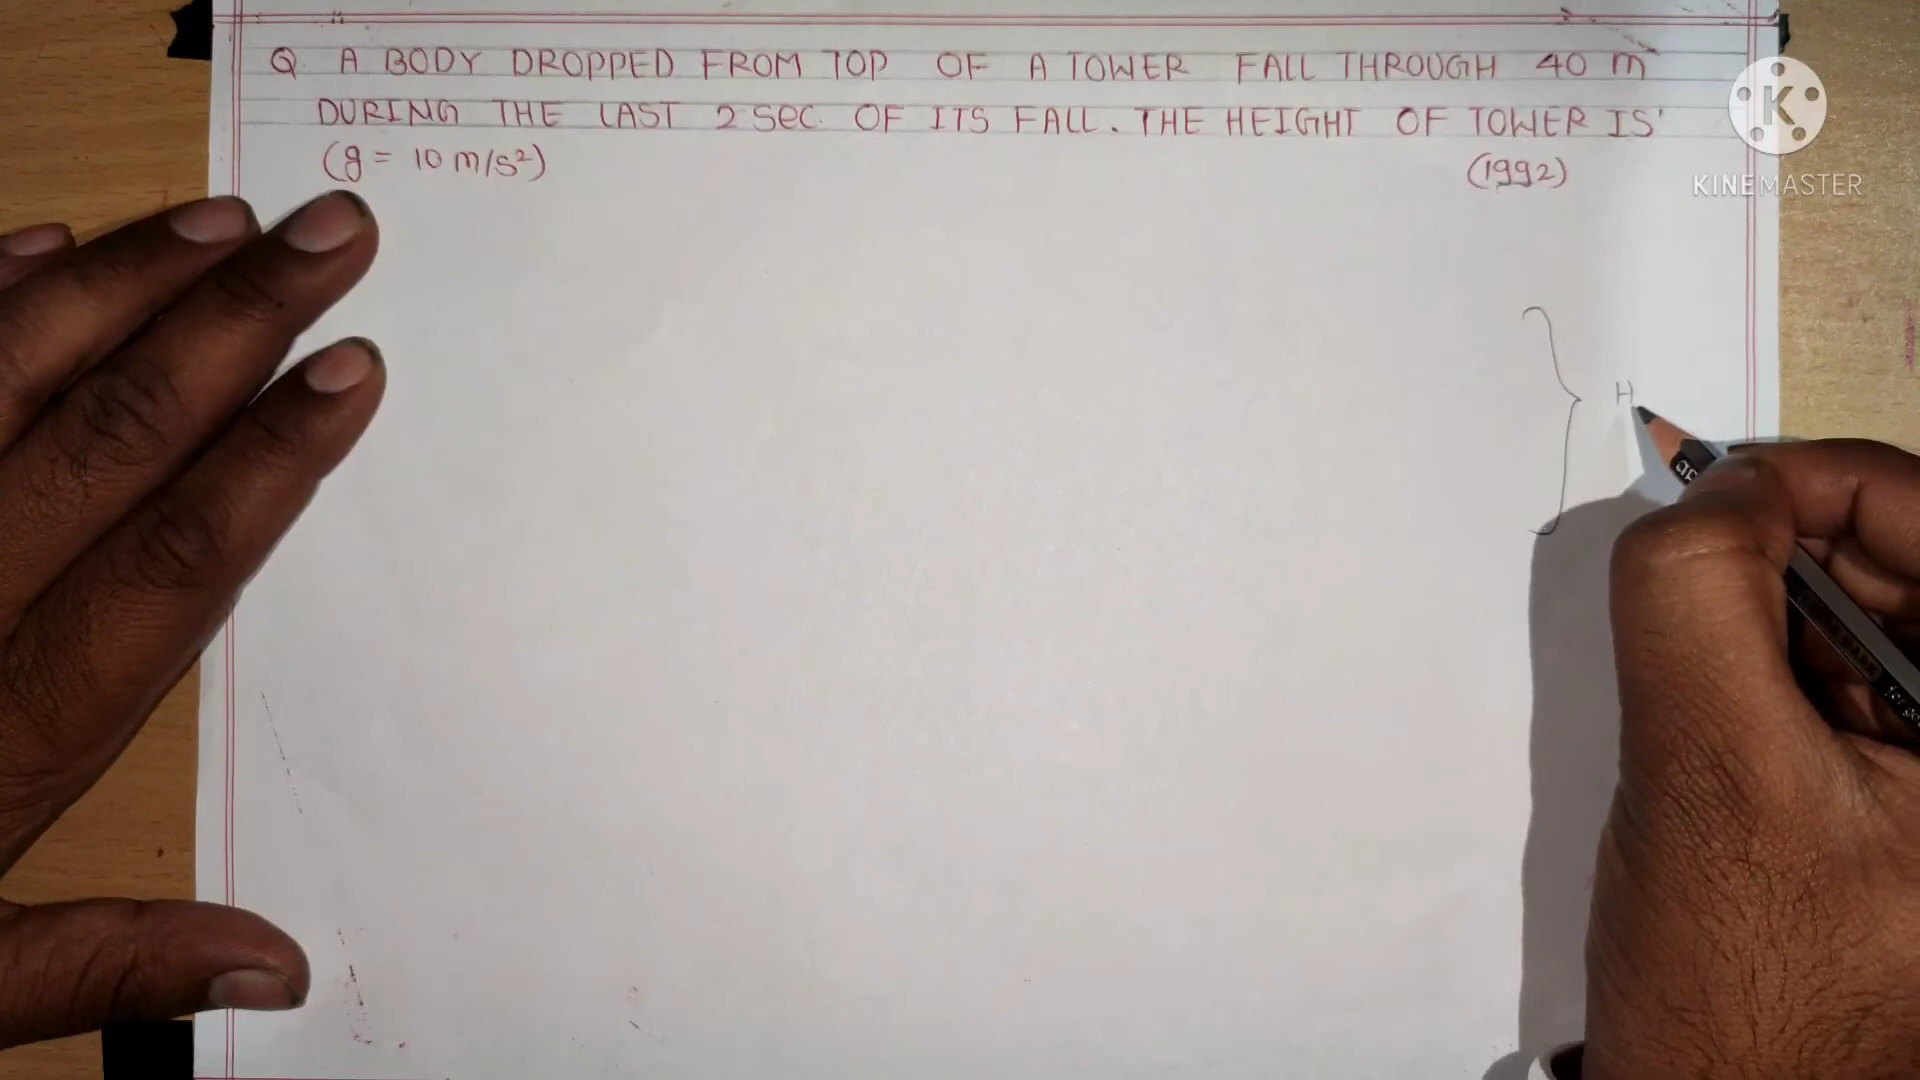 Q. A BODY DROPPED FROM TOP OF A TOWER FALL THROUGH 40 m
DURING THE LAST 2 SEC. OF ITS FALL. THE HEIGHT OF TOWER IS'
(g = 10 m/s²)
(1992)
K
KINEMASTER
H